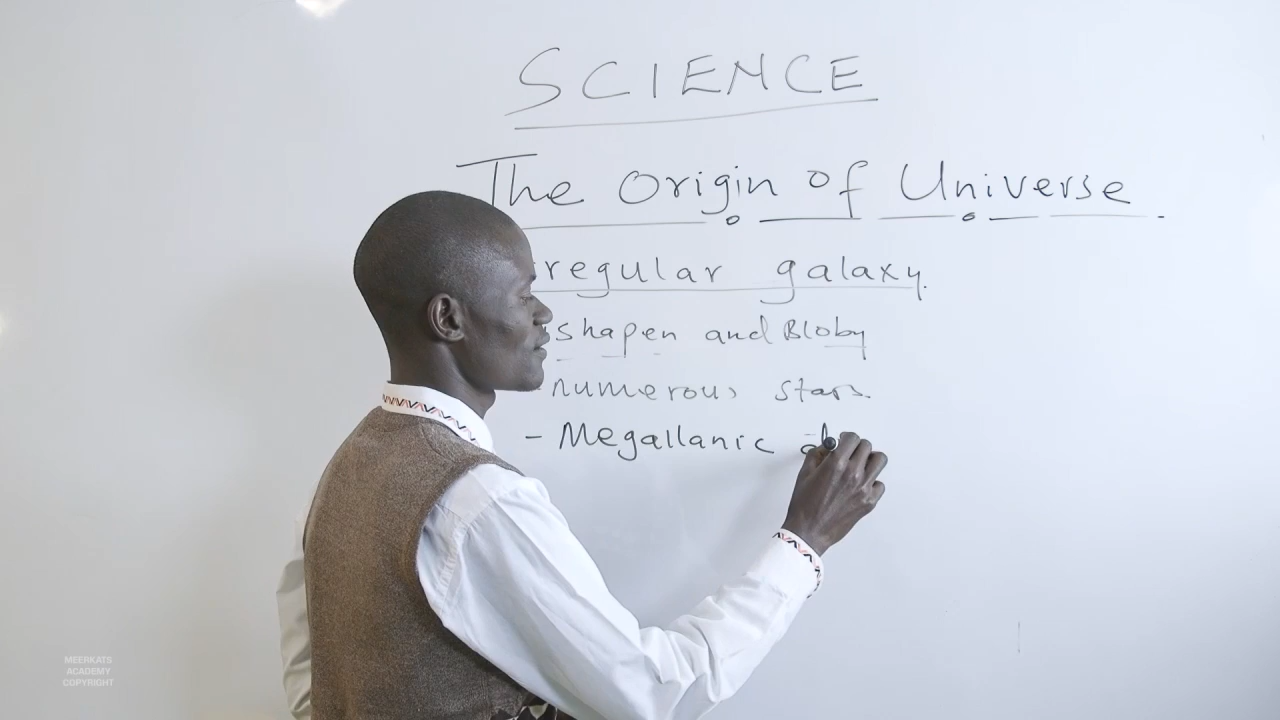 SCIENCE
The Origin of Universe
regular galaxy.
shapen and Bloby
- numerous stars.
- Megallanic
MEERKATS
ACADEMY
COPYRIGHT